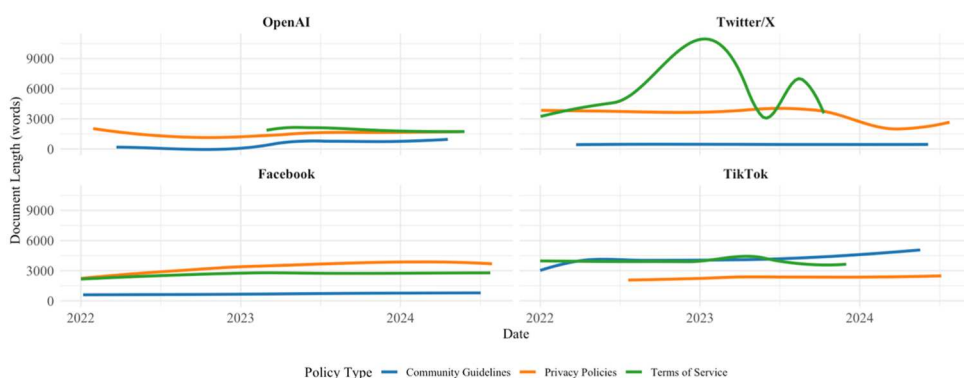 OpenAI
Twitter/X
9000
6000
3000
0
Facebook
TikTok
9000
6000
3000
0
Document Length (words)
2022
2023
2024
2022
2023
2024
Date
Policy Type
Community Guidelines
Privacy Policies
Terms of Service